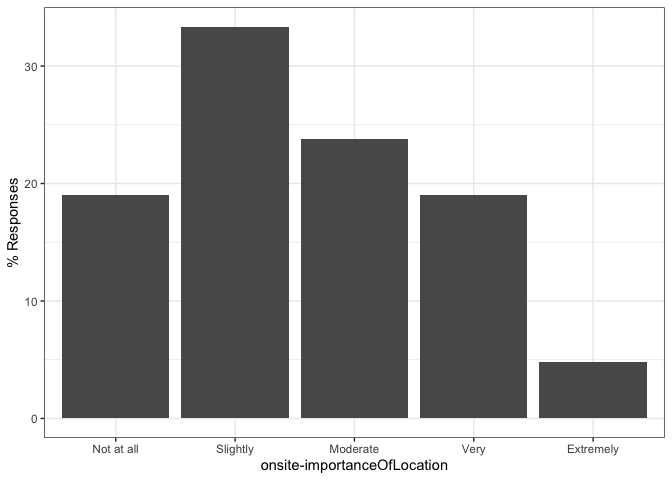 % Responses
30
20
10
0
Not at all
Slightly
Moderate
Very
Extremely
onsite-importanceOfLocation